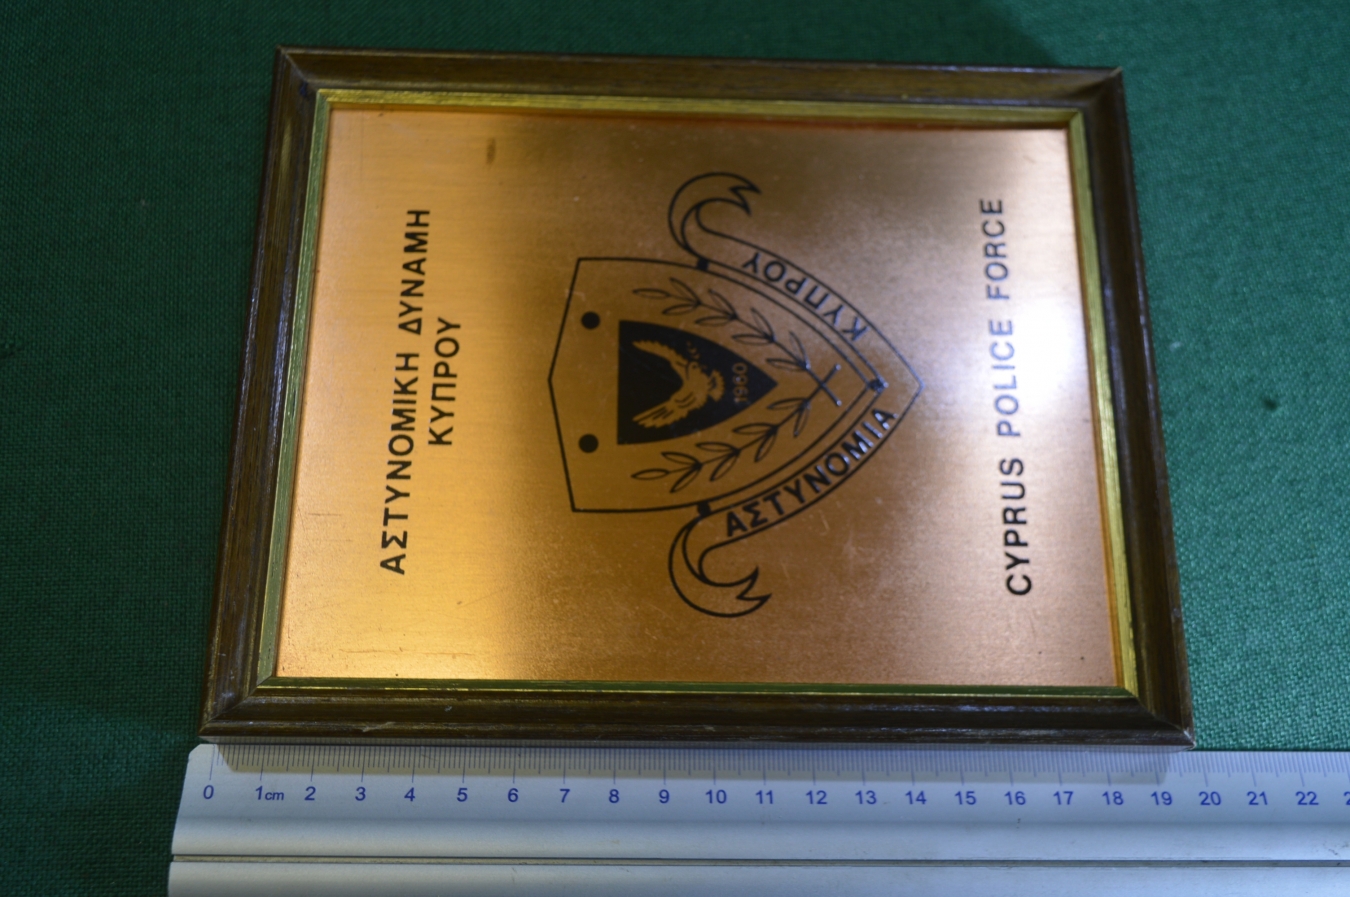 ΑΣΤΥΝΟΜΙΚΗ ΔΥΝΑΜΗ
ΚΥΠΡΟΥ
1960
ΑΣΤΥΝΟΜΙΑ ΚΥΠΡΟΥ
CYPRUS POLICE FORCE
0 1cm 2 3 4 5 6 7 8 9 10 11 12 13 14 15 16 17 18 19 20 21 22